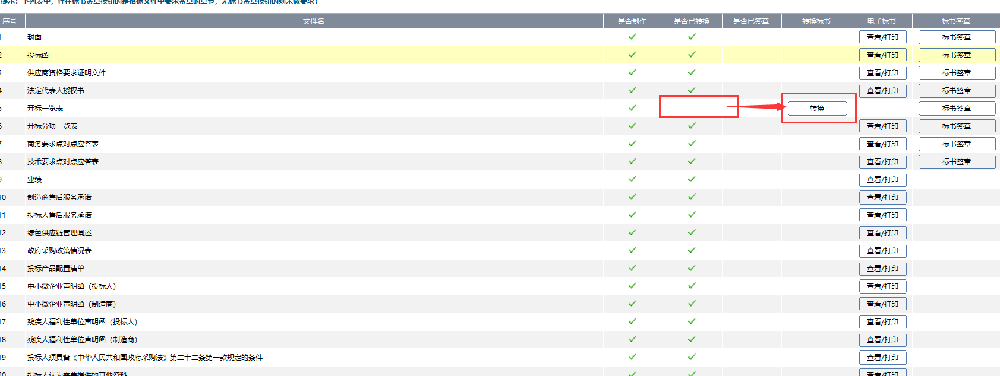 提示：下列表中，存在标书签章按钮的是招标文件中要求签章的章节，无标书签章按钮的则未做要求！
序号 文件名 是否制作 是否已转换 是否已签章 转换标书 电子标书 标书签章
1 封面 查看/打印 标书签章
2 投标函 查看/打印 标书签章
3 供应商资格要求证明文件 查看/打印 标书签章
4 法定代表人授权书 查看/打印 标书签章
5 开标一览表 转换 标书签章
6 开标分项一览表 查看/打印 标书签章
7 商务要求点对点应答表 查看/打印 标书签章
8 技术要求点对点应答表 查看/打印 标书签章
9 业绩 查看/打印
10 制造商售后服务承诺 查看/打印
11 投标人售后服务承诺 查看/打印
12 绿色供应链管理阐述 查看/打印
13 政府采购政策情况表 查看/打印
14 投标产品配置清单 查看/打印
15 中小微企业声明函（投标人） 查看/打印
16 中小微企业声明函（制造商） 查看/打印
17 残疾人福利性单位声明函（投标人） 查看/打印
18 残疾人福利性单位声明函（制造商） 查看/打印
19 投标人须具备《中华人民共和国政府采购法》第二十二条第一款规定的条件 查看/打印
20 投标人认为需要提供的其他资料 查看/打印